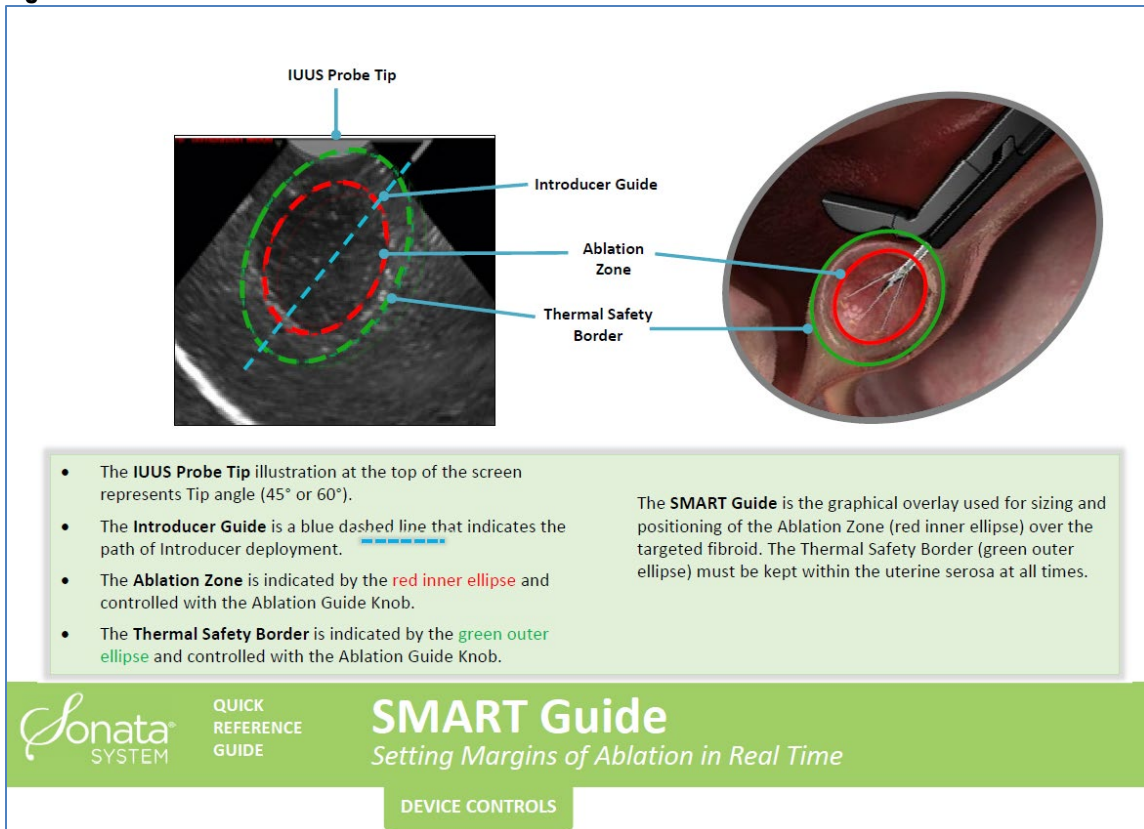 IUUS Probe Tip
Introducer Guide
Ablation
Zone
Thermal Safety
Border
• The IUUS Probe Tip illustration at the top of the screen
represents Tip angle (45° or 60°).
• The Introducer Guide is a blue dashed line that indicates the
path of Introducer deployment.
• The Ablation Zone is indicated by the red inner ellipse and
controlled with the Ablation Guide Knob.
• The Thermal Safety Border is indicated by the green outer
ellipse and controlled with the Ablation Guide Knob.
The SMART Guide is the graphical overlay used for sizing and
positioning of the Ablation Zone (red inner ellipse) over the
targeted fibroid. The Thermal Safety Border (green outer
ellipse) must be kept within the uterine serosa at all times.
Sonata®
SYSTEM
QUICK
REFERENCE
GUIDE
SMART Guide
Setting Margins of Ablation in Real Time
DEVICE CONTROLS